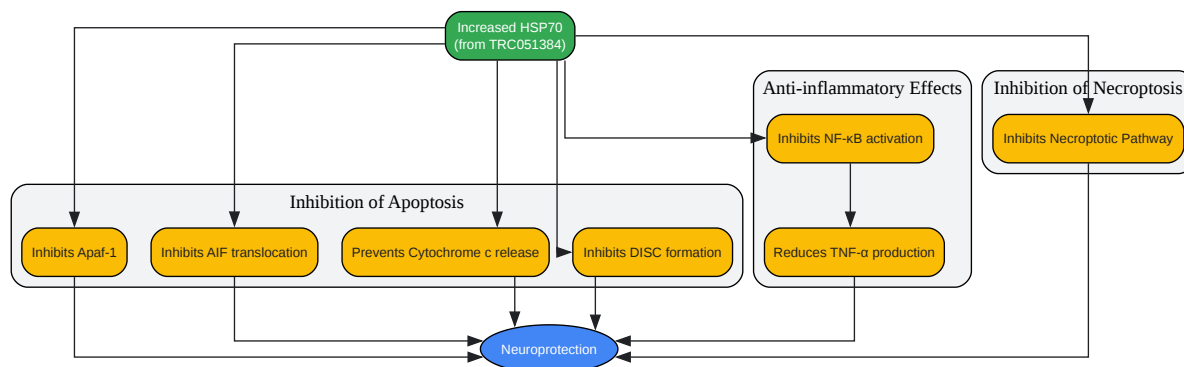 Increased HSP70
(from TRC051384)
Anti-inflammatory Effects
Inhibition of Necroptosis
Inhibits NF-κB activation
Inhibits Necroptotic Pathway
Inhibition of Apoptosis
Inhibits Apaf-1
Inhibits AIF translocation
Prevents Cytochrome c release
Inhibits DISC formation
Reduces TNF-α production
Neuroprotection